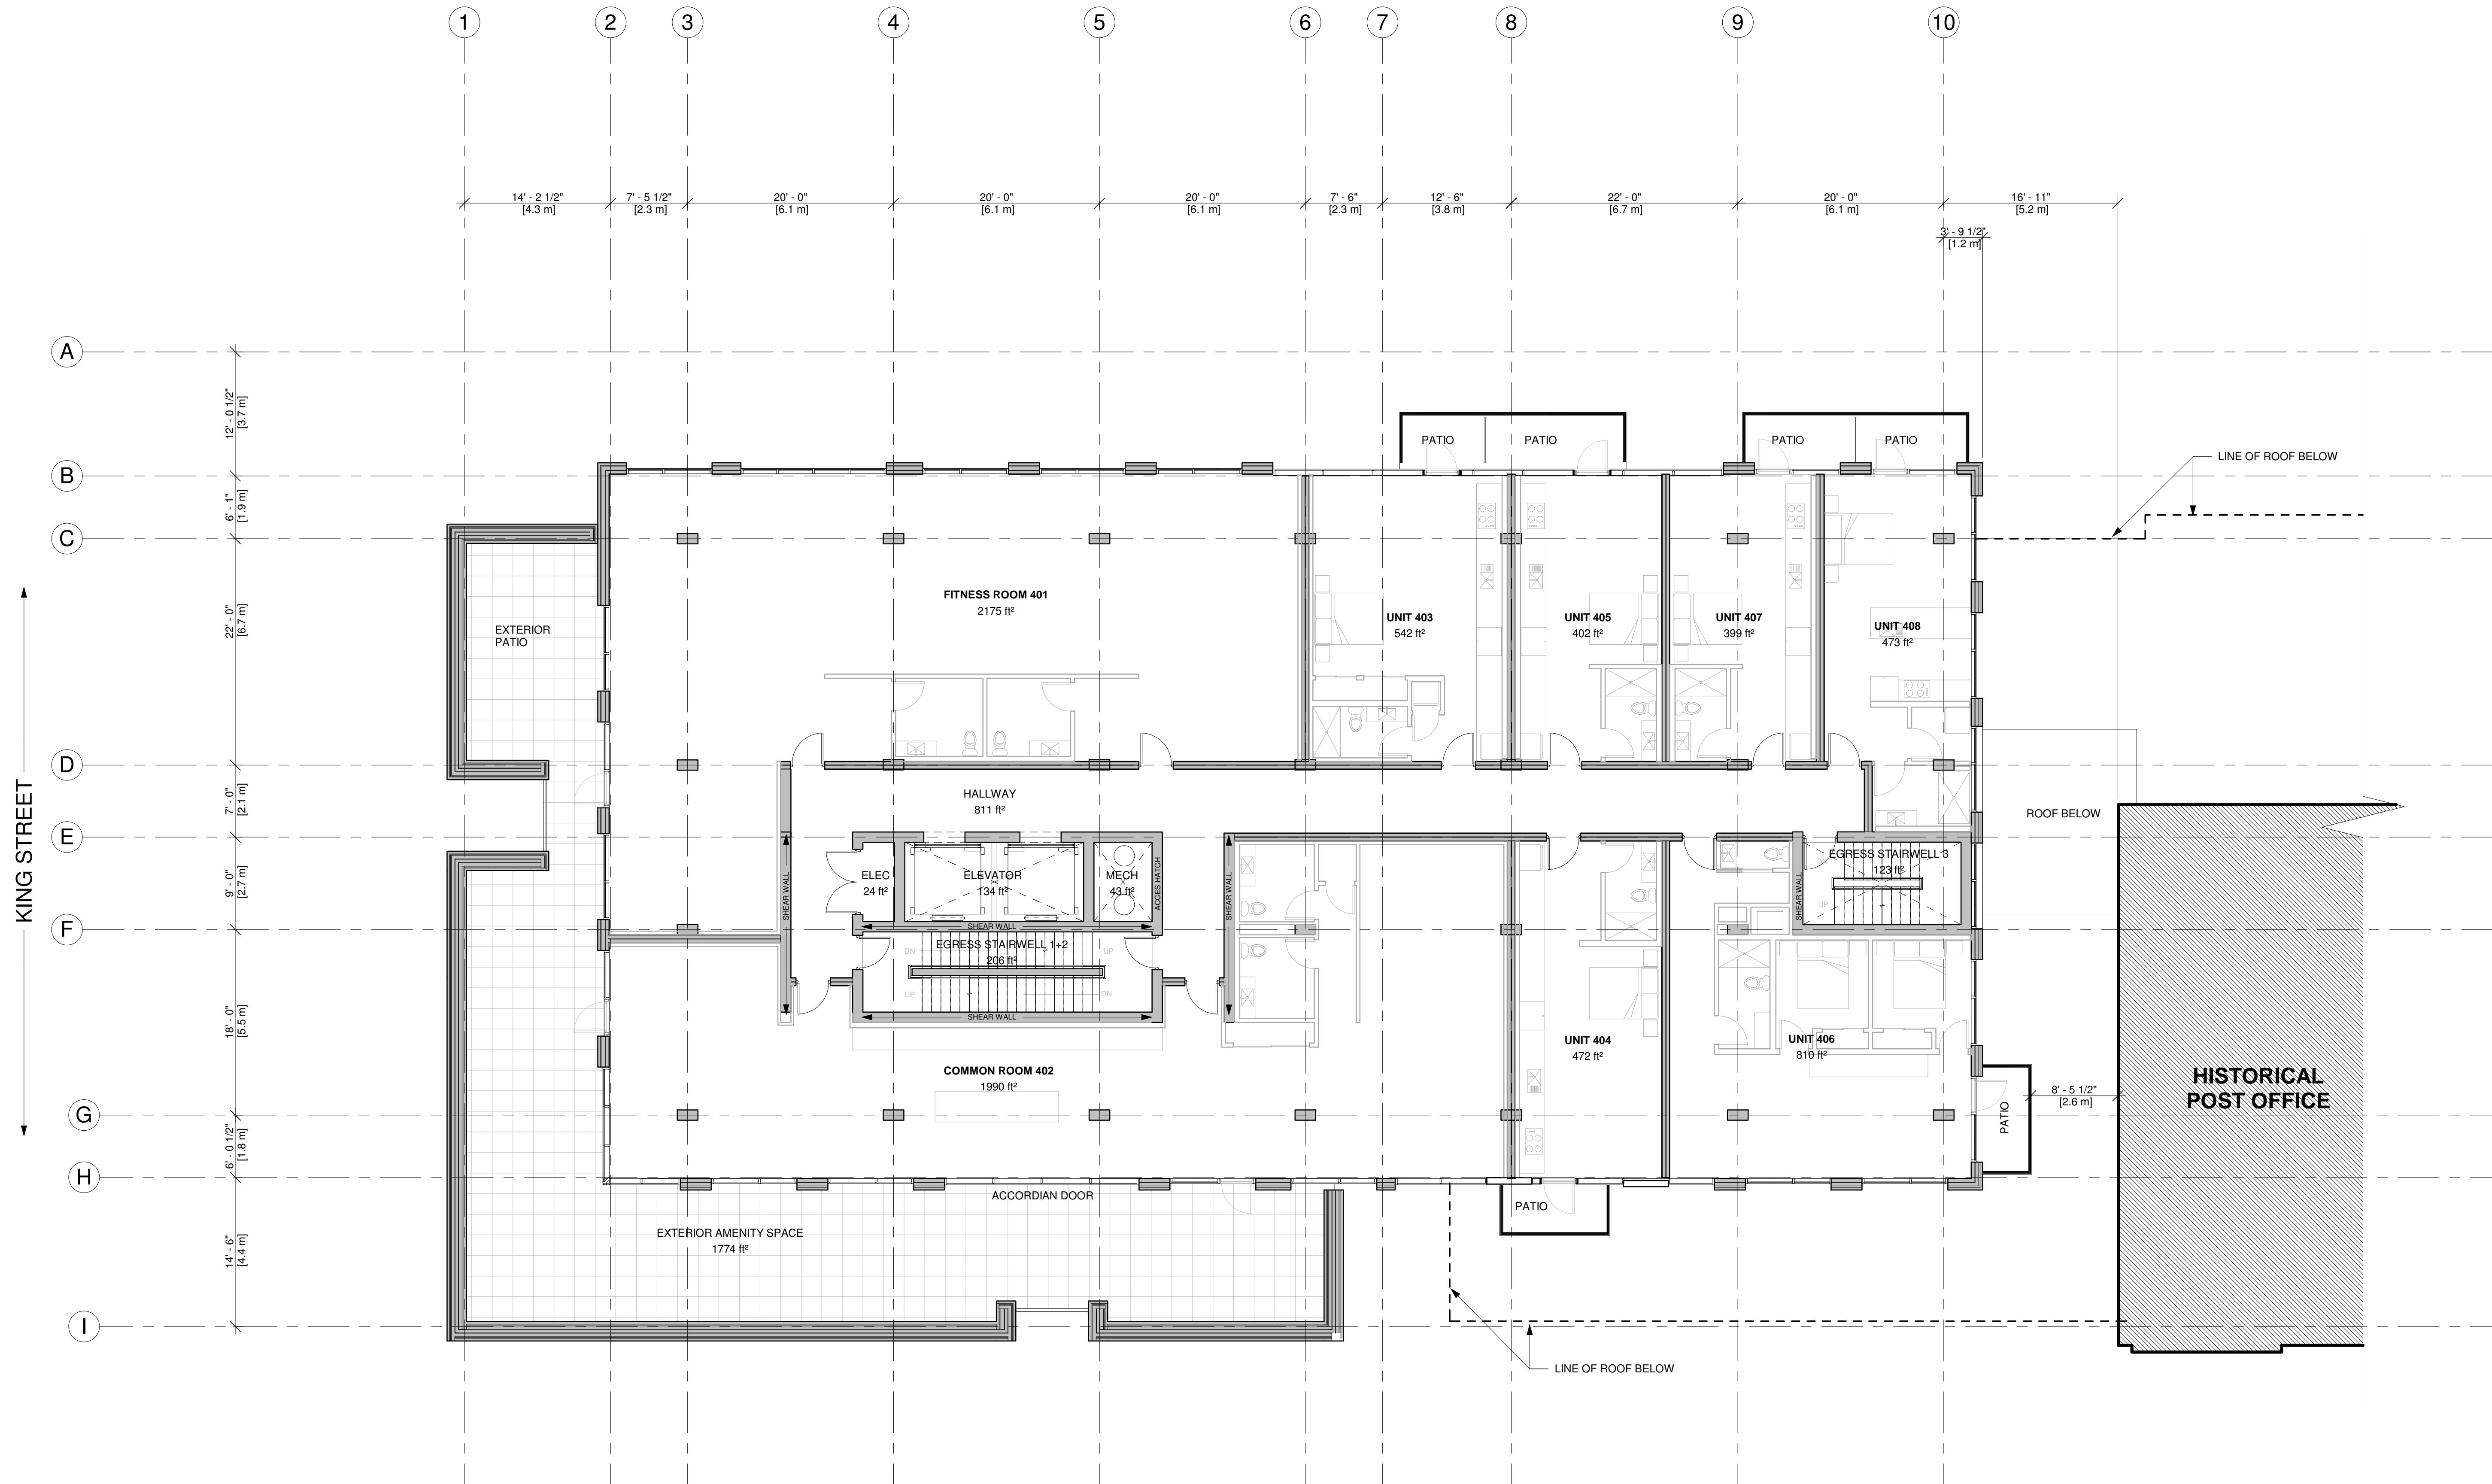 1
2
3
4
5
6
7
8
9
10
14' - 2 1/2"
[4.3 m]
7' - 5 1/2"
[2.3 m]
20' - 0"
[6.1 m]
20' - 0"
[6.1 m]
20' - 0"
[6.1 m]
7' - 6"
[2.3 m]
12' - 6"
[3.8 m]
22' - 0"
[6.7 m]
20' - 0"
[6.1 m]
16' - 11"
[5.2 m]
3' - 9 1/2"
[1.2 m]
A
B
C
D
E
F
G
H
I
12' - 0 1/2"
[3.7 m]
6' - 1"
[1.9 m]
22' - 0"
[6.7 m]
7' - 0"
[2.1 m]
9' - 0"
[2.7 m]
18' - 0"
[5.5 m]
6' - 0 1/2"
[1.8 m]
14' - 6"
[4.4 m]
KING STREET
PATIO
PATIO
PATIO
PATIO
LINE OF ROOF BELOW
EXTERIOR
PATIO
FITNESS ROOM 401
2175 ft²
UNIT 403
542 ft²
UNIT 405
402 ft²
UNIT 407
399 ft²
UNIT 408
473 ft²
HALLWAY
811 ft²
ROOF BELOW
SHEAR WALL
ELEC
24 ft²
ELEVATOR
134 ft²
MECH
43 ft²
ACCES HATCH
SHEAR WALL
SHEAR WALL
EGRESS STAIRWELL 3
123 ft²
UP
SHEAR WALL
EGRESS STAIRWELL 1+2
206 ft²
DN
UP
UP
DN
SHEAR WALL
COMMON ROOM 402
1990 ft²
UNIT 404
472 ft²
UNIT 406
810 ft²
PATIO
8' - 5 1/2"
[2.6 m]
HISTORICAL
POST OFFICE
ACCORDIAN DOOR
EXTERIOR AMENITY SPACE
1774 ft²
PATIO
LINE OF ROOF BELOW